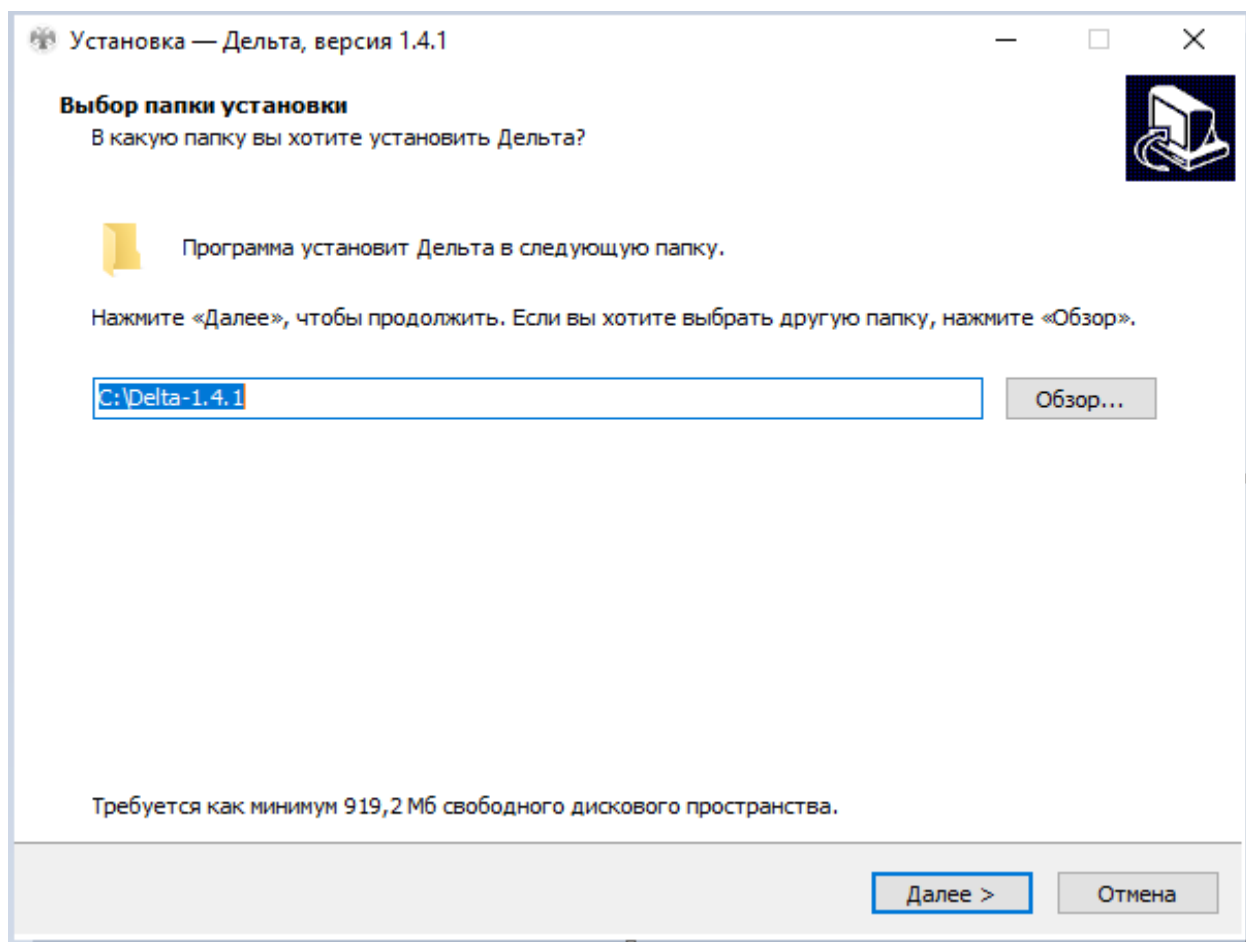 Установка — Дельта, версия 1.4.1
Выбор папки установки
В какую папку вы хотите установить Дельта?
Программа установит Дельта в следующую папку.
Нажмите «Далее», чтобы продолжить. Если вы хотите выбрать другую папку, нажмите «Обзор».
C:\Delta-1.4.1
Обзор...
Требуется как минимум 919,2 Мб свободного дискового пространства.
Далее >
Отмена